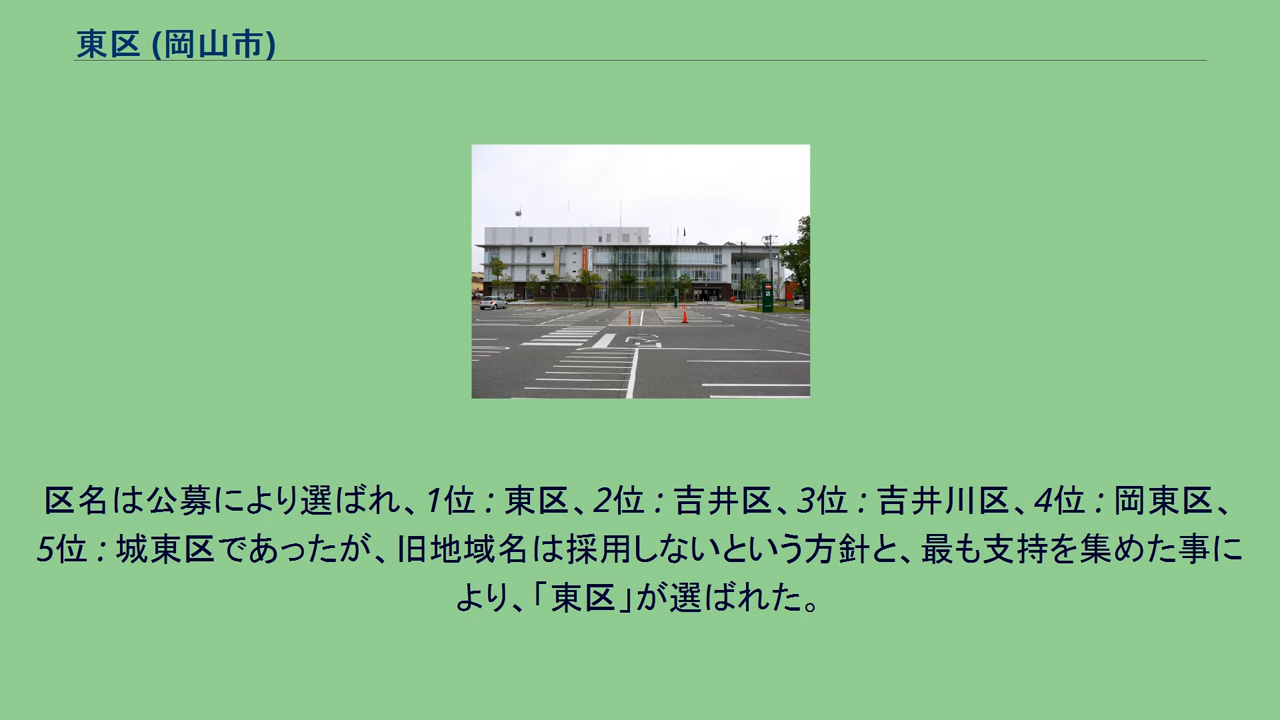 東区 (岡山市)
区名は公募により選ばれ、1位 : 東区、2位 : 吉井区、3位 : 吉井川区、4位 : 岡東区、
5位 : 城東区であったが、旧地域名は採用しないという方針と、最も支持を集めた事に
より、「東区」が選ばれた。